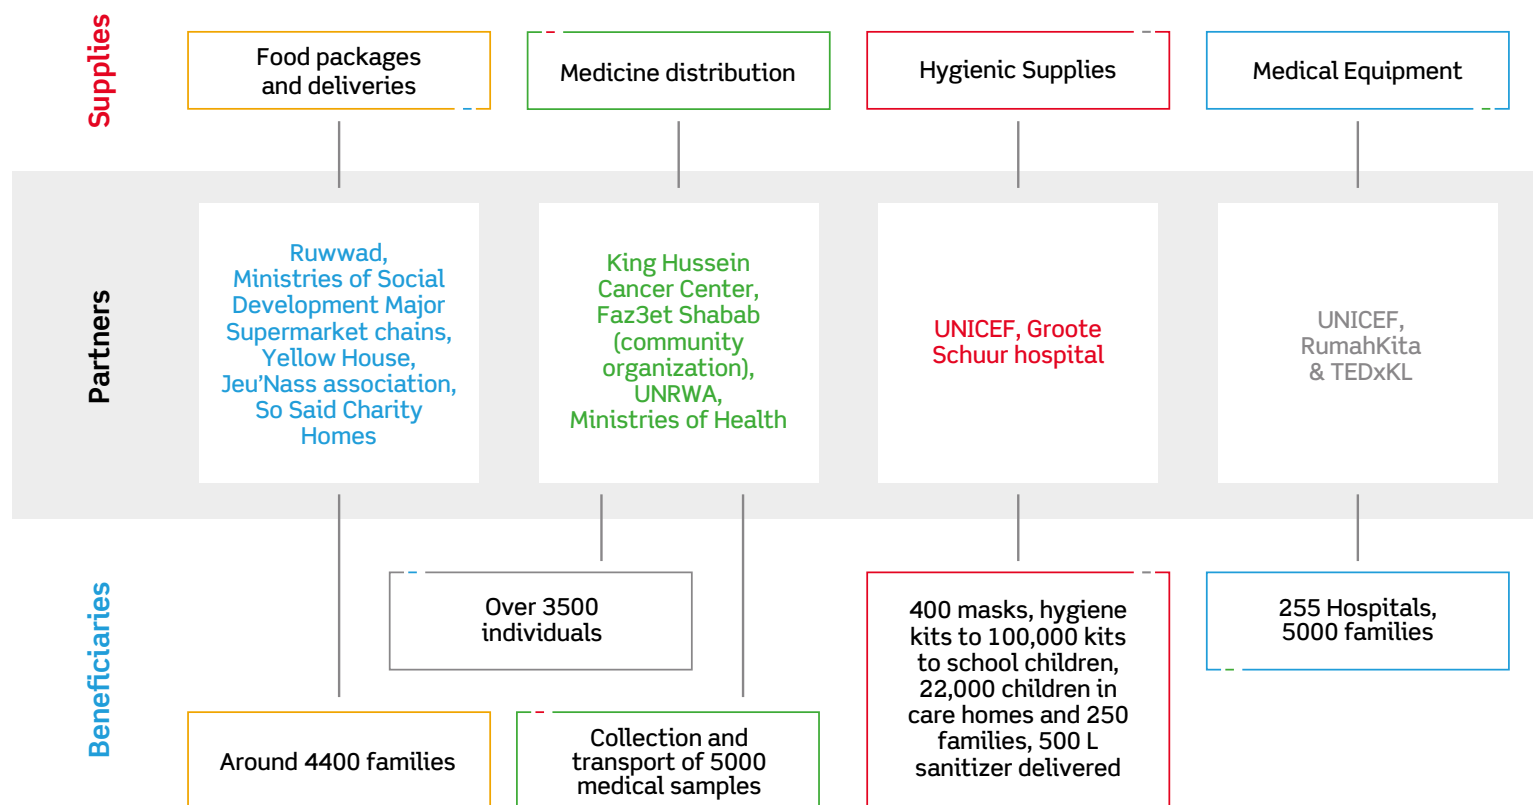 Supplies
Food packages
and deliveries
Medicine distribution
Hygienic Supplies
Medical Equipment
Partners
Ruwwad,
Ministries of Social
Development Major
Supermarket chains,
Yellow House,
Jeu'Nass association,
So Said Charity
Homes
King Hussein
Cancer Center,
Faz3et Shabab
(community
organization),
UNRWA,
Ministries of Health
UNICEF, Groote
Schuur hospital
UNICEF,
RumahKita
& TEDxKL
Beneficiaries
Around 4400 families
Over 3500
individuals
Collection and
transport of 5000
medical samples
400 masks, hygiene
kits to 100,000 kits
to school children,
22,000 children in
care homes and 250
families, 500 L
sanitizer delivered
255 Hospitals,
5000 families